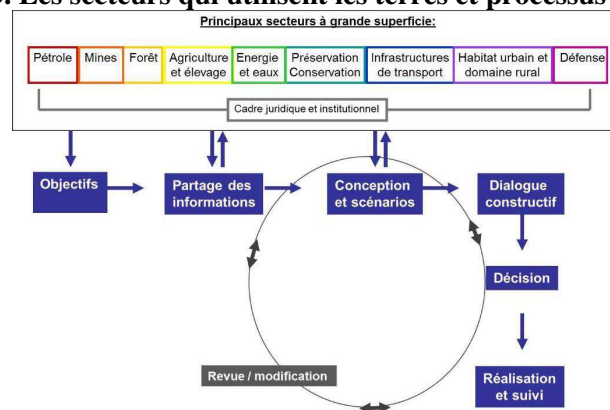 . Les secteurs qui utilisent les terres et processus
Principaux secteurs à grande superficie:
Pétrole
Mines
Forêt
Agriculture
et élevage
Energie
et eaux
Préservation
Conservation
Infrastructures
de transport
Habitat urbain et
domaine rural
Défense
Cadre juridique et institutionnel
Objectifs
Partage des
informations
Conception
et scénarios
Dialogue
constructif
Décision
Revue / modification
Réalisation
et suivi